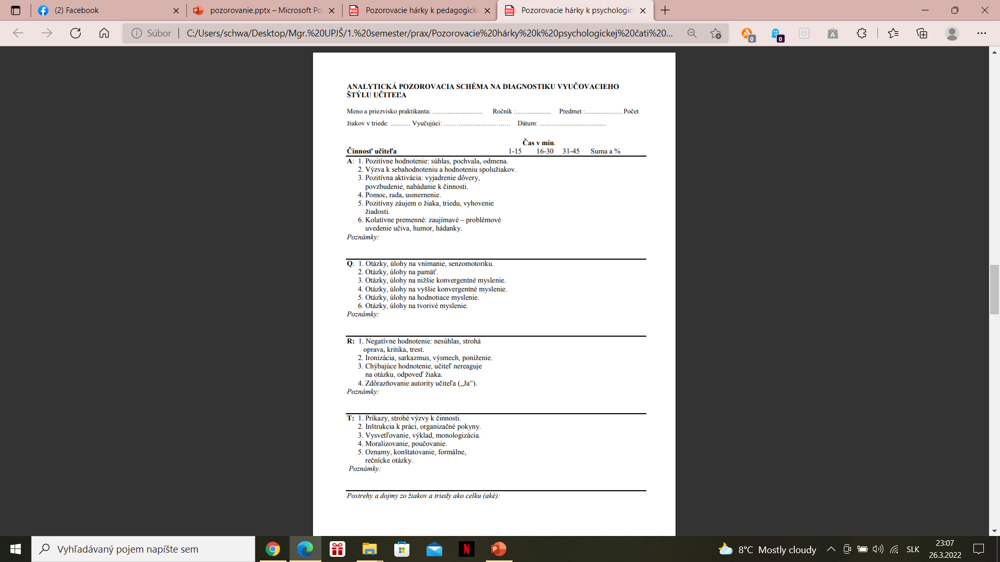 (2) Facebook
pozorovanie.pptx – Microsoft Po
Pozorovacie hárky k pedagogick
Pozorovacie hárky k psychologic
Súbor
C:/Users/schwa/Desktop/Mgr.%20UPJŠ/1.%20semester/prax/Pozorovacie%20hárky%20k%20psychologickej%20čati%20...
0
0
ANALYTICKÁ POZOROVACIA SCHÉMA NA DIAGNOSTIKU VYUČOVACIEHO
ŠTÝLU UČITEĽA
Meno a priezvisko praktikanta: .............................. Ročník :..................... Predmet :...................... Počet
žiakov v triede: ............ Vyučujúci: ........................................ Dátum: ........................................
Čas v min.
Činnosť učiteľa 1-15 16-30 31-45 Suma a %
A: 1. Pozitívne hodnotenie: súhlas, pochvala, odmena.
2. Výzva k sebahodnoteniu a hodnoteniu spolužiakov.
3. Pozitívna aktivácia: vyjadrenie dôvery,
povzbudenie, nabádanie k činnosti.
4. Pomoc, rada, usmernenie.
5. Pozitívny záujem o žiaka, triedu, vyhovenie
žiadosti.
6. Kolatívne premenné: zaujímavé – problémové
uvedenie učiva, humor, hádanky.
Poznámky:
Q: 1. Otázky, úlohy na vnímanie, senzomotoriku.
2. Otázky, úlohy na pamäť.
3. Otázky, úlohy na nižšie konvergentné myslenie.
4. Otázky, úlohy na vyššie konvergentné myslenie.
5. Otázky, úlohy na hodnotiace myslenie.
6. Otázky, úlohy na tvorivé myslenie.
Poznámky:
R: 1. Negatívne hodnotenie: nesúhlas, strohá
oprava, kritika, trest.
2. Ironizácia, sarkazmus, výsmech, poníženie.
3. Chýbajúce hodnotenie, učiteľ nereaguje
na otázku, odpoveď žiaka.
4. Zdôrazňovanie autority učiteľa („Ja“).
Poznámky:
T: 1. Príkazy, strohé výzvy k činnosti.
2. Inštrukcia k práci, organizačné pokyny.
3. Vysvetľovanie, výklad, monologizácia.
4. Moralizovanie, poučovanie.
5. Oznamy, konštatovanie, formálne,
rečnícke otázky.
Poznámky:
Postrehy a dojmy zo žiakov a triedy ako celku (aké):
Vyhľadávaný pojem napíšte sem
8°C Mostly cloudy
SLK
23:07
26.3.2022